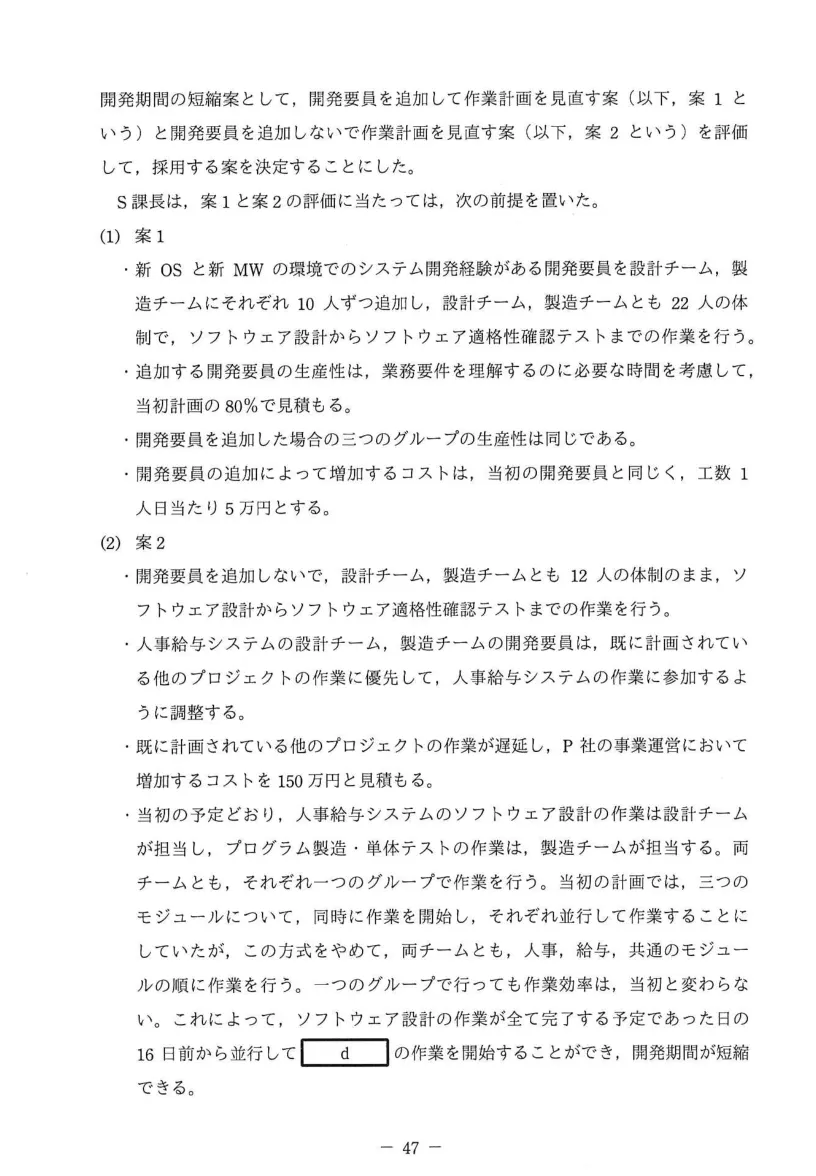 開発期間の短縮案として，開発要員を追加して作業計画を見直す案（以下，案 1 と
いう）と開発要員を追加しないで作業計画を見直す案（以下，案 2 という）を評価
して，採用する案を決定することにした。
S 課長は，案 1 と案 2 の評価に当たっては，次の前提を置いた。
(1) 案 1
・新 OS と新 MW の環境でのシステム開発経験がある開発要員を設計チーム，製
造チームにそれぞれ 10 人ずつ追加し，設計チーム，製造チームとも 22 人の体
制で，ソフトウェア設計からソフトウェア適格性確認テストまでの作業を行う。
・追加する開発要員の生産性は，業務要件を理解するのに必要な時間を考慮して，
当初計画の 80％で見積もる。
・開発要員を追加した場合の三つのグループの生産性は同じである。
・開発要員の追加によって増加するコストは，当初の開発要員と同じく，工数 1
人日当たり 5 万円とする。
(2) 案 2
・開発要員を追加しないで，設計チーム，製造チームとも 12 人の体制のまま，ソ
フトウェア設計からソフトウェア適格性確認テストまでの作業を行う。
・人事給与システムの設計チーム，製造チームの開発要員は，既に計画されてい
る他のプロジェクトの作業に優先して，人事給与システムの作業に参加するよ
うに調整する。
・既に計画されている他のプロジェクトの作業が遅延し，P 社の事業運営において
増加するコストを 150 万円と見積もる。
・当初の予定どおり，人事給与システムのソフトウェア設計の作業は設計チーム
が担当し，プログラム製造・単体テストの作業は，製造チームが担当する。両
チームとも，それぞれ一つのグループで作業を行う。当初の計画では，三つの
モジュールについて，同時に作業を開始し，それぞれ並行して作業することに
していたが，この方式をやめて，両チームとも，人事，給与，共通のモジュー
ルの順に作業を行う。一つのグループで行っても作業効率は，当初と変わらな
い。これによって，ソフトウェア設計の作業が全て完了する予定であった日の
16 日前から並行して d の作業を開始することができ，開発期間が短縮
できる。
－ 47 －